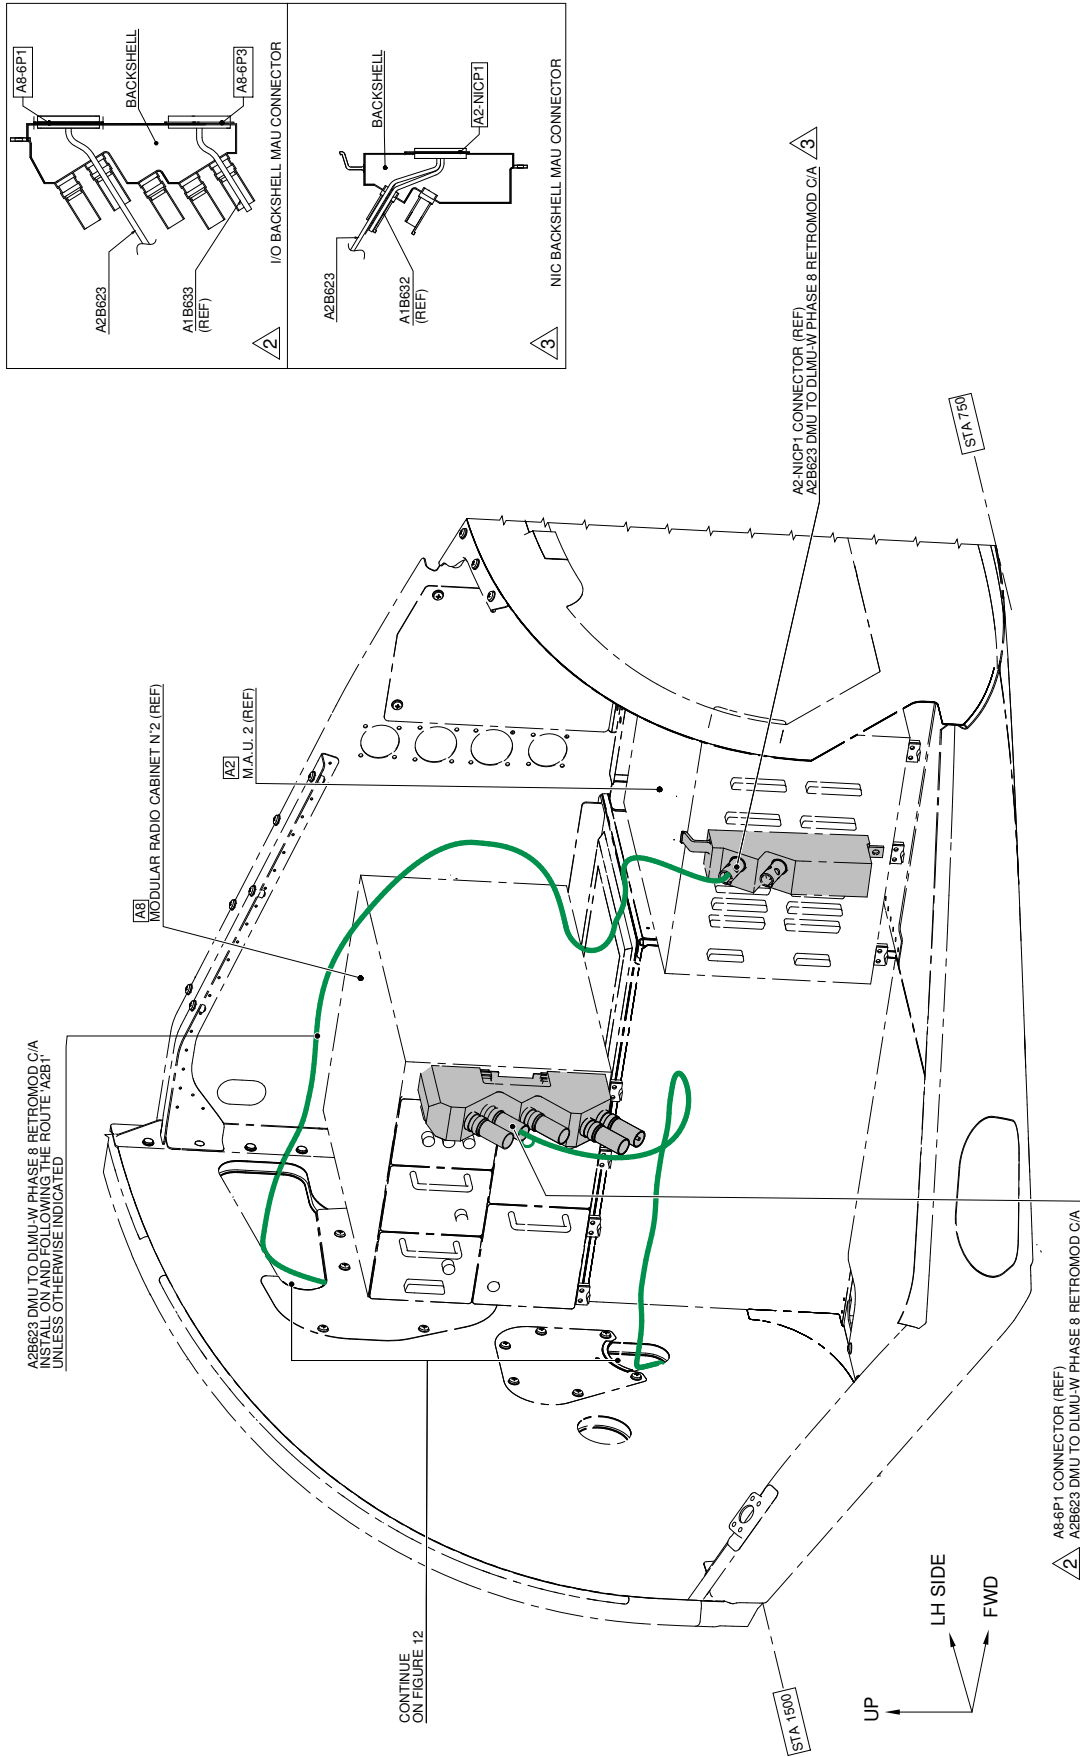 A2B623 DMU TO DLMU-W PHASE 8 RETROMOD C/A
INSTALL ON AND FOLLOWING THE ROUTE 'A2B1'
UNLESS OTHERWISE INDICATED
A8
MODULAR RADIO CABINET N°2 (REF)
A2
M.A.U. 2 (REF)
A8-6P1
BACKSHELL
A8-6P3
A2B623
A1B633
(REF)
I/O BACKSHELL MAU CONNECTOR
2
BACKSHELL
A2-NICP1
A2B623
A1B632
(REF)
NIC BACKSHELL MAU CONNECTOR
3
A2-NICP1 CONNECTOR (REF)
A2B623 DMU TO DLMU-W PHASE 8 RETROMOD C/A
3
STA 750
CONTINUE
ON FIGURE 12
STA 1500
UP
LH SIDE
FWD
2
A8-6P1 CONNECTOR (REF)
A2B623 DMU TO DLMU-W PHASE 8 RETROMOD C/A